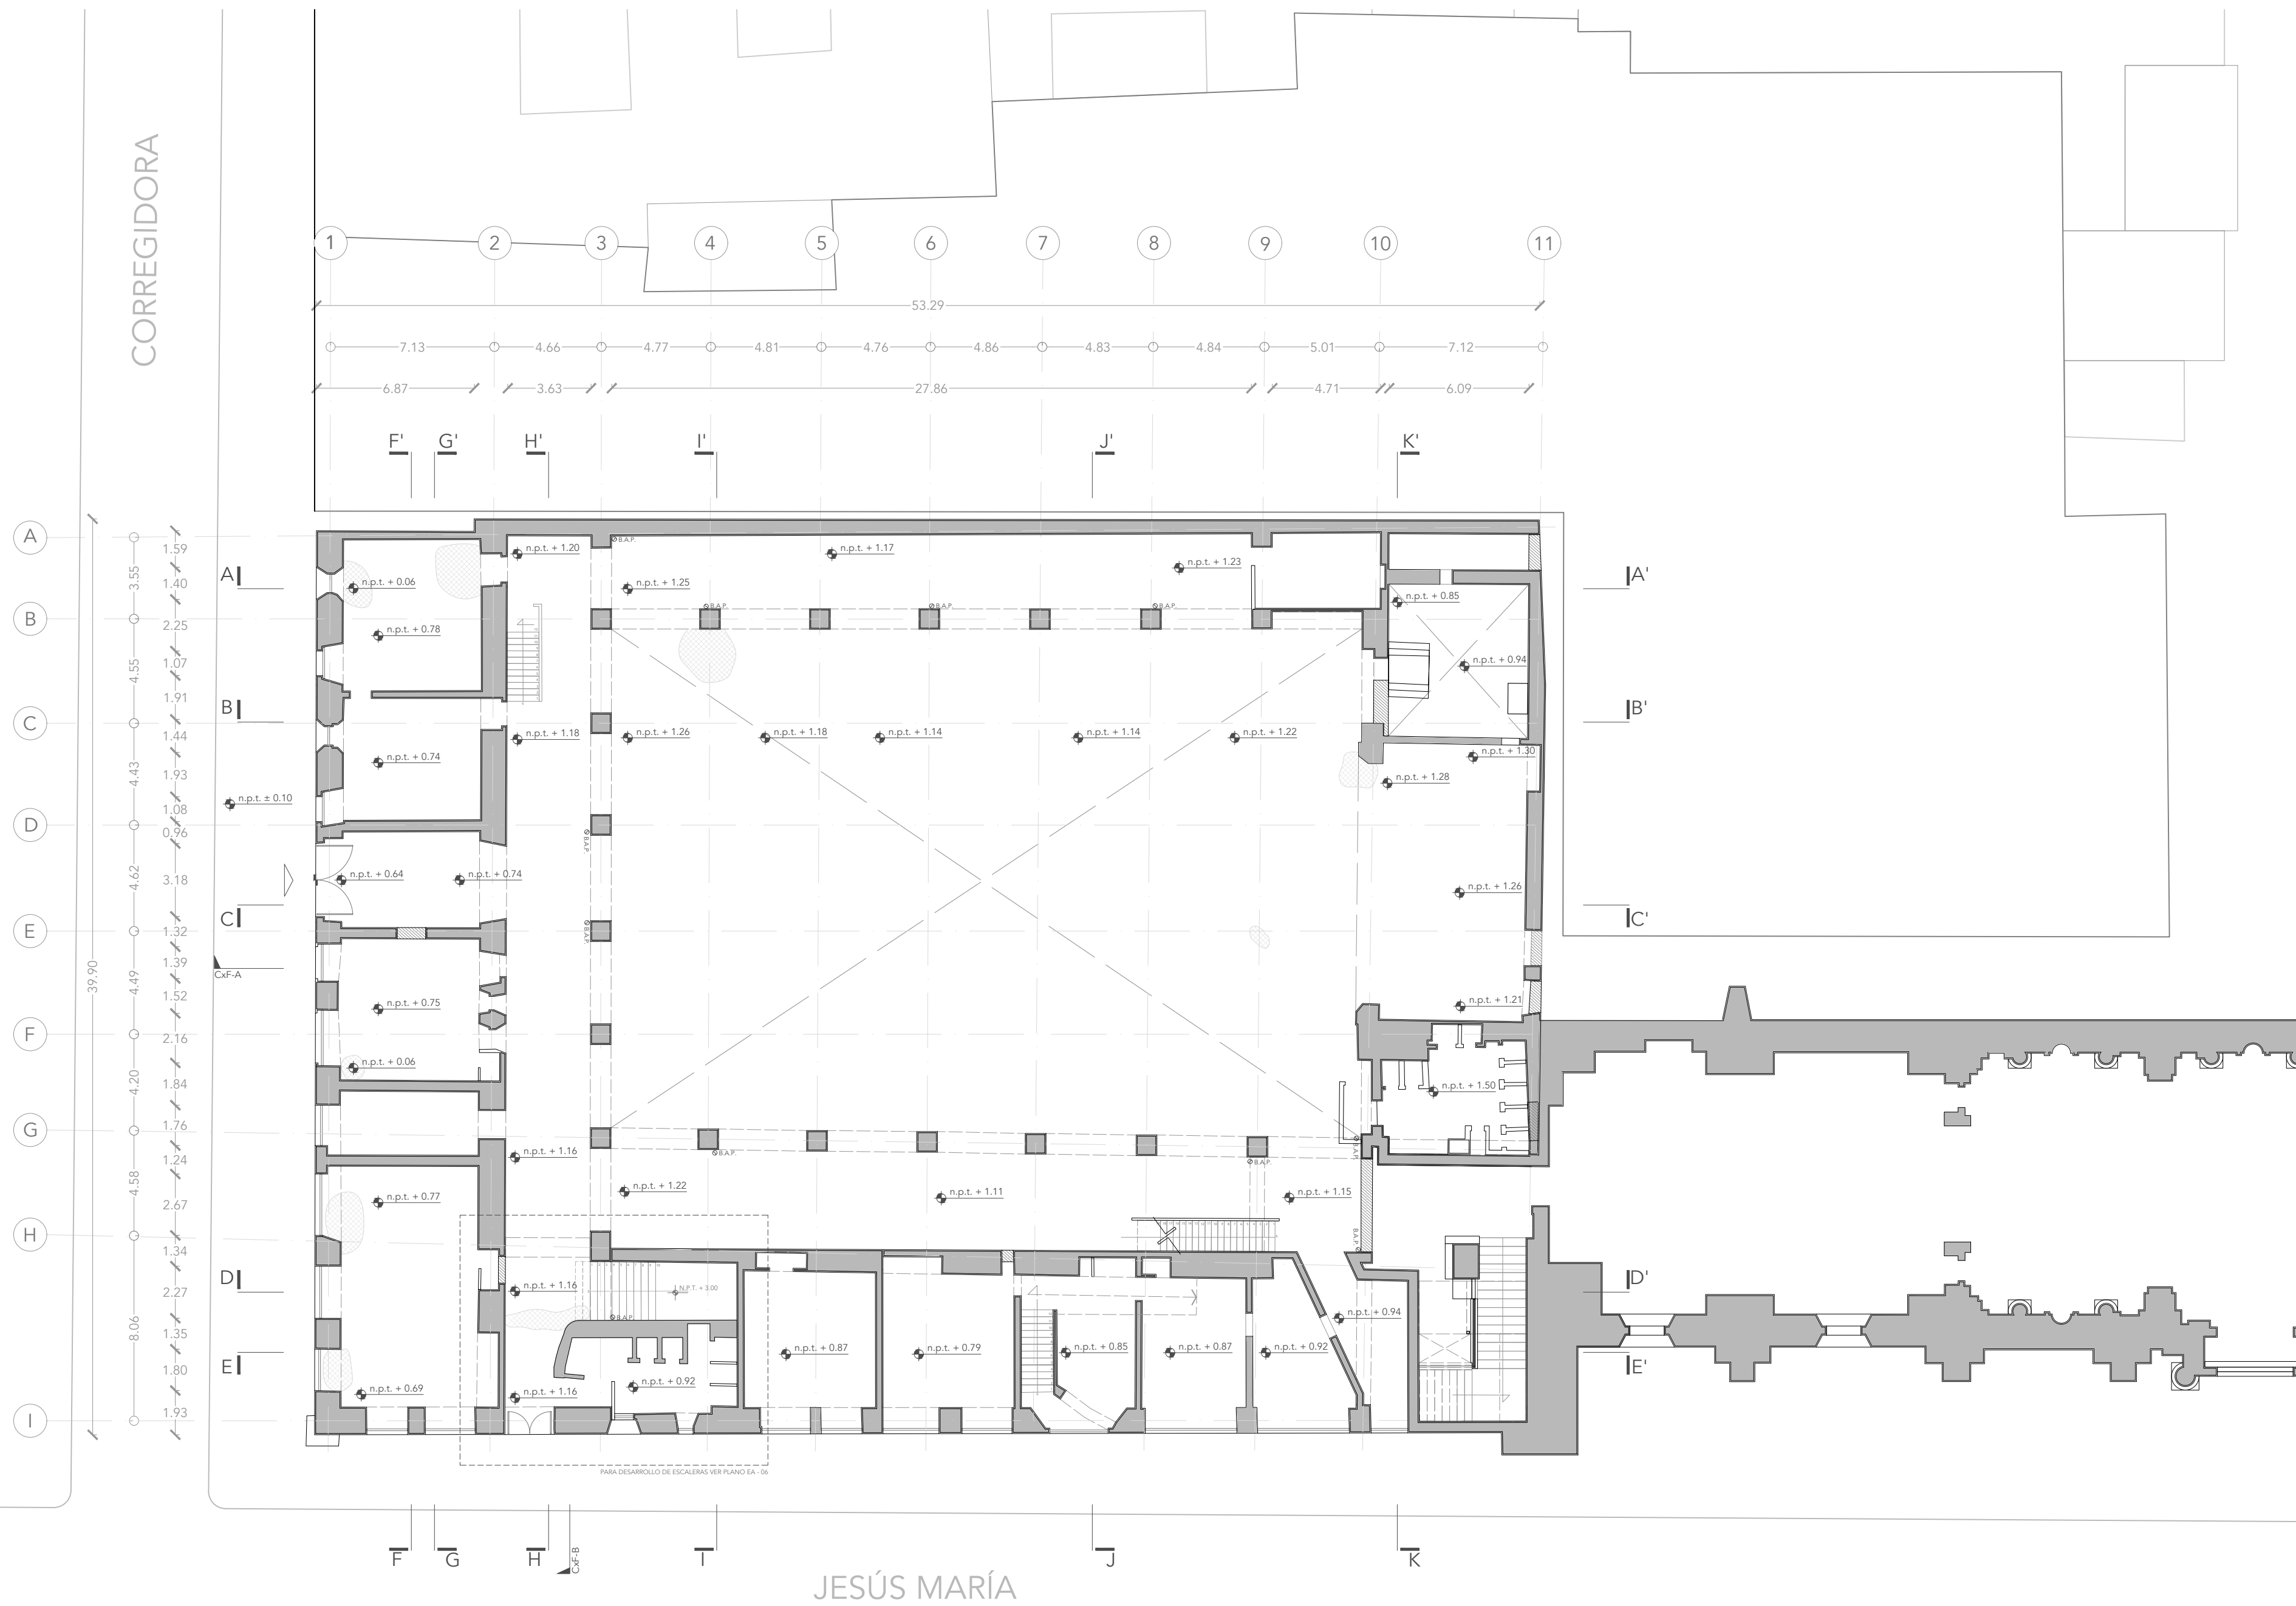 CORREGIDORA
1 2 3 4 5 6 7 8 9 10 11
53.29
7.13 4.66 4.77 4.81 4.76 4.86 4.83 4.84 5.01 7.12
6.87 3.63 27.86 4.71 6.09
F' G' H' I' J' K'
A
B
C
D
E
F
G
H
I
39.90
3.55
4.55
4.43
4.62
4.49
4.20
4.58
8.06
1.59
1.40
2.25
1.07
1.91
1.44
1.93
1.08
0.96
3.18
1.32
1.39
1.52
2.16
1.84
1.76
1.24
2.67
1.34
2.27
1.35
1.80
1.93
A A'
B B'
C C'
CxF-A
D D'
E E'
B.A.P.
n.p.t. + 1.20
n.p.t. + 1.17
n.p.t. + 1.23
n.p.t. + 0.06
n.p.t. + 1.25
n.p.t. + 0.85
B.A.P. B.A.P. B.A.P.
n.p.t. + 0.78
n.p.t. + 0.94
n.p.t. + 1.18
n.p.t. + 1.26
n.p.t. + 1.18
n.p.t. + 1.14
n.p.t. + 1.14
n.p.t. + 1.22
n.p.t. + 1.30
n.p.t. + 0.74
n.p.t. + 1.28
n.p.t. ± 0.10
B.A.P.
n.p.t. + 0.64
n.p.t. + 0.74
n.p.t. + 1.26
B.A.P.
n.p.t. + 0.75
n.p.t. + 1.21
n.p.t. + 0.06
n.p.t. + 1.50
B.A.P.
B.A.P.
B.A.P.
n.p.t. + 1.16
n.p.t. + 0.77
n.p.t. + 1.22
n.p.t. + 1.11
n.p.t. + 1.15
B.A.P.
n.p.t. + 1.16
N.P.T. + 3.00
B.A.P.
n.p.t. + 0.94
n.p.t. + 0.87
n.p.t. + 0.79
n.p.t. + 0.85
n.p.t. + 0.87
n.p.t. + 0.92
n.p.t. + 0.69
n.p.t. + 1.16
n.p.t. + 0.92
PARA DESARROLLO DE ESCALERAS VER PLANO EA - 06
F G H CxF-B I J K
JESÚS MARÍA